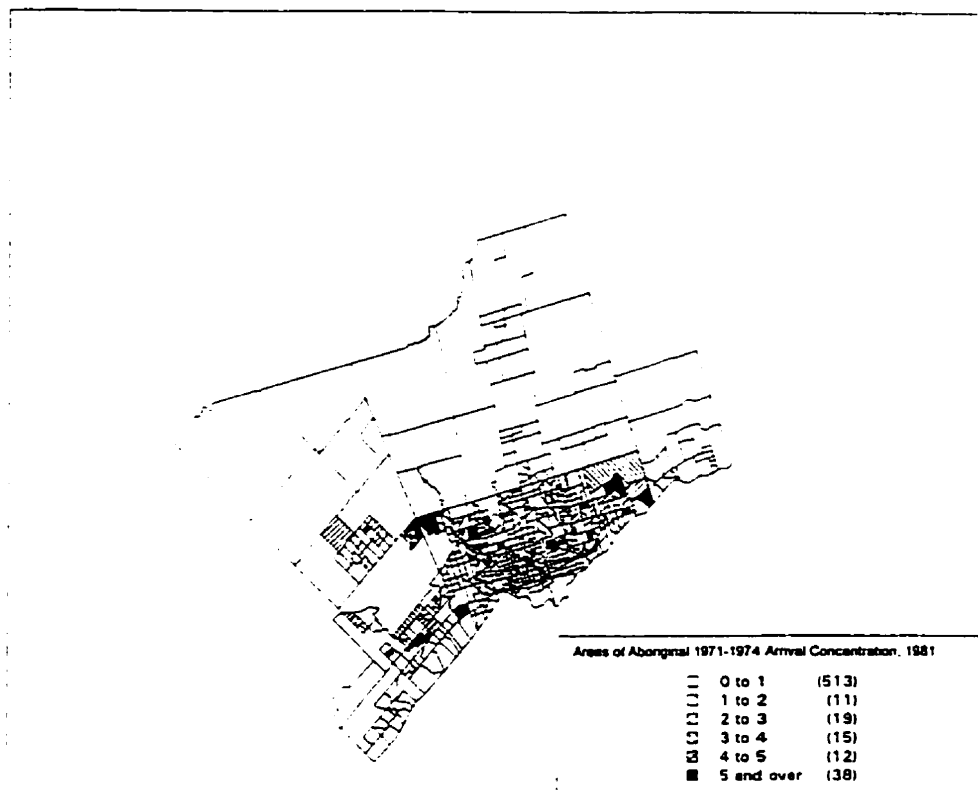 Areas of Aboriginal 1971-1974 Arrival Concentration, 1981
0 to 1 (513)
1 to 2 (11)
2 to 3 (19)
3 to 4 (15)
4 to 5 (12)
5 and over (38)